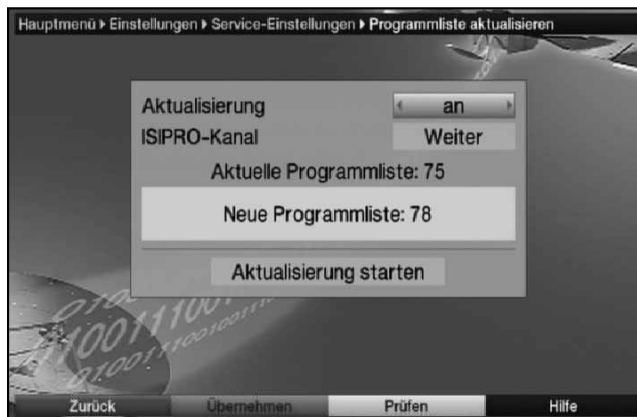 Hauptmenü ▸ Einstellungen ▸ Service-Einstellungen ▸ Programmliste aktualisieren
Aktualisierung an
ISIPRO-Kanal Weiter
Aktuelle Programmliste: 75
Neue Programmliste: 78
Aktualisierung starten
Zurück Übernehmen Prüfen Hilfe